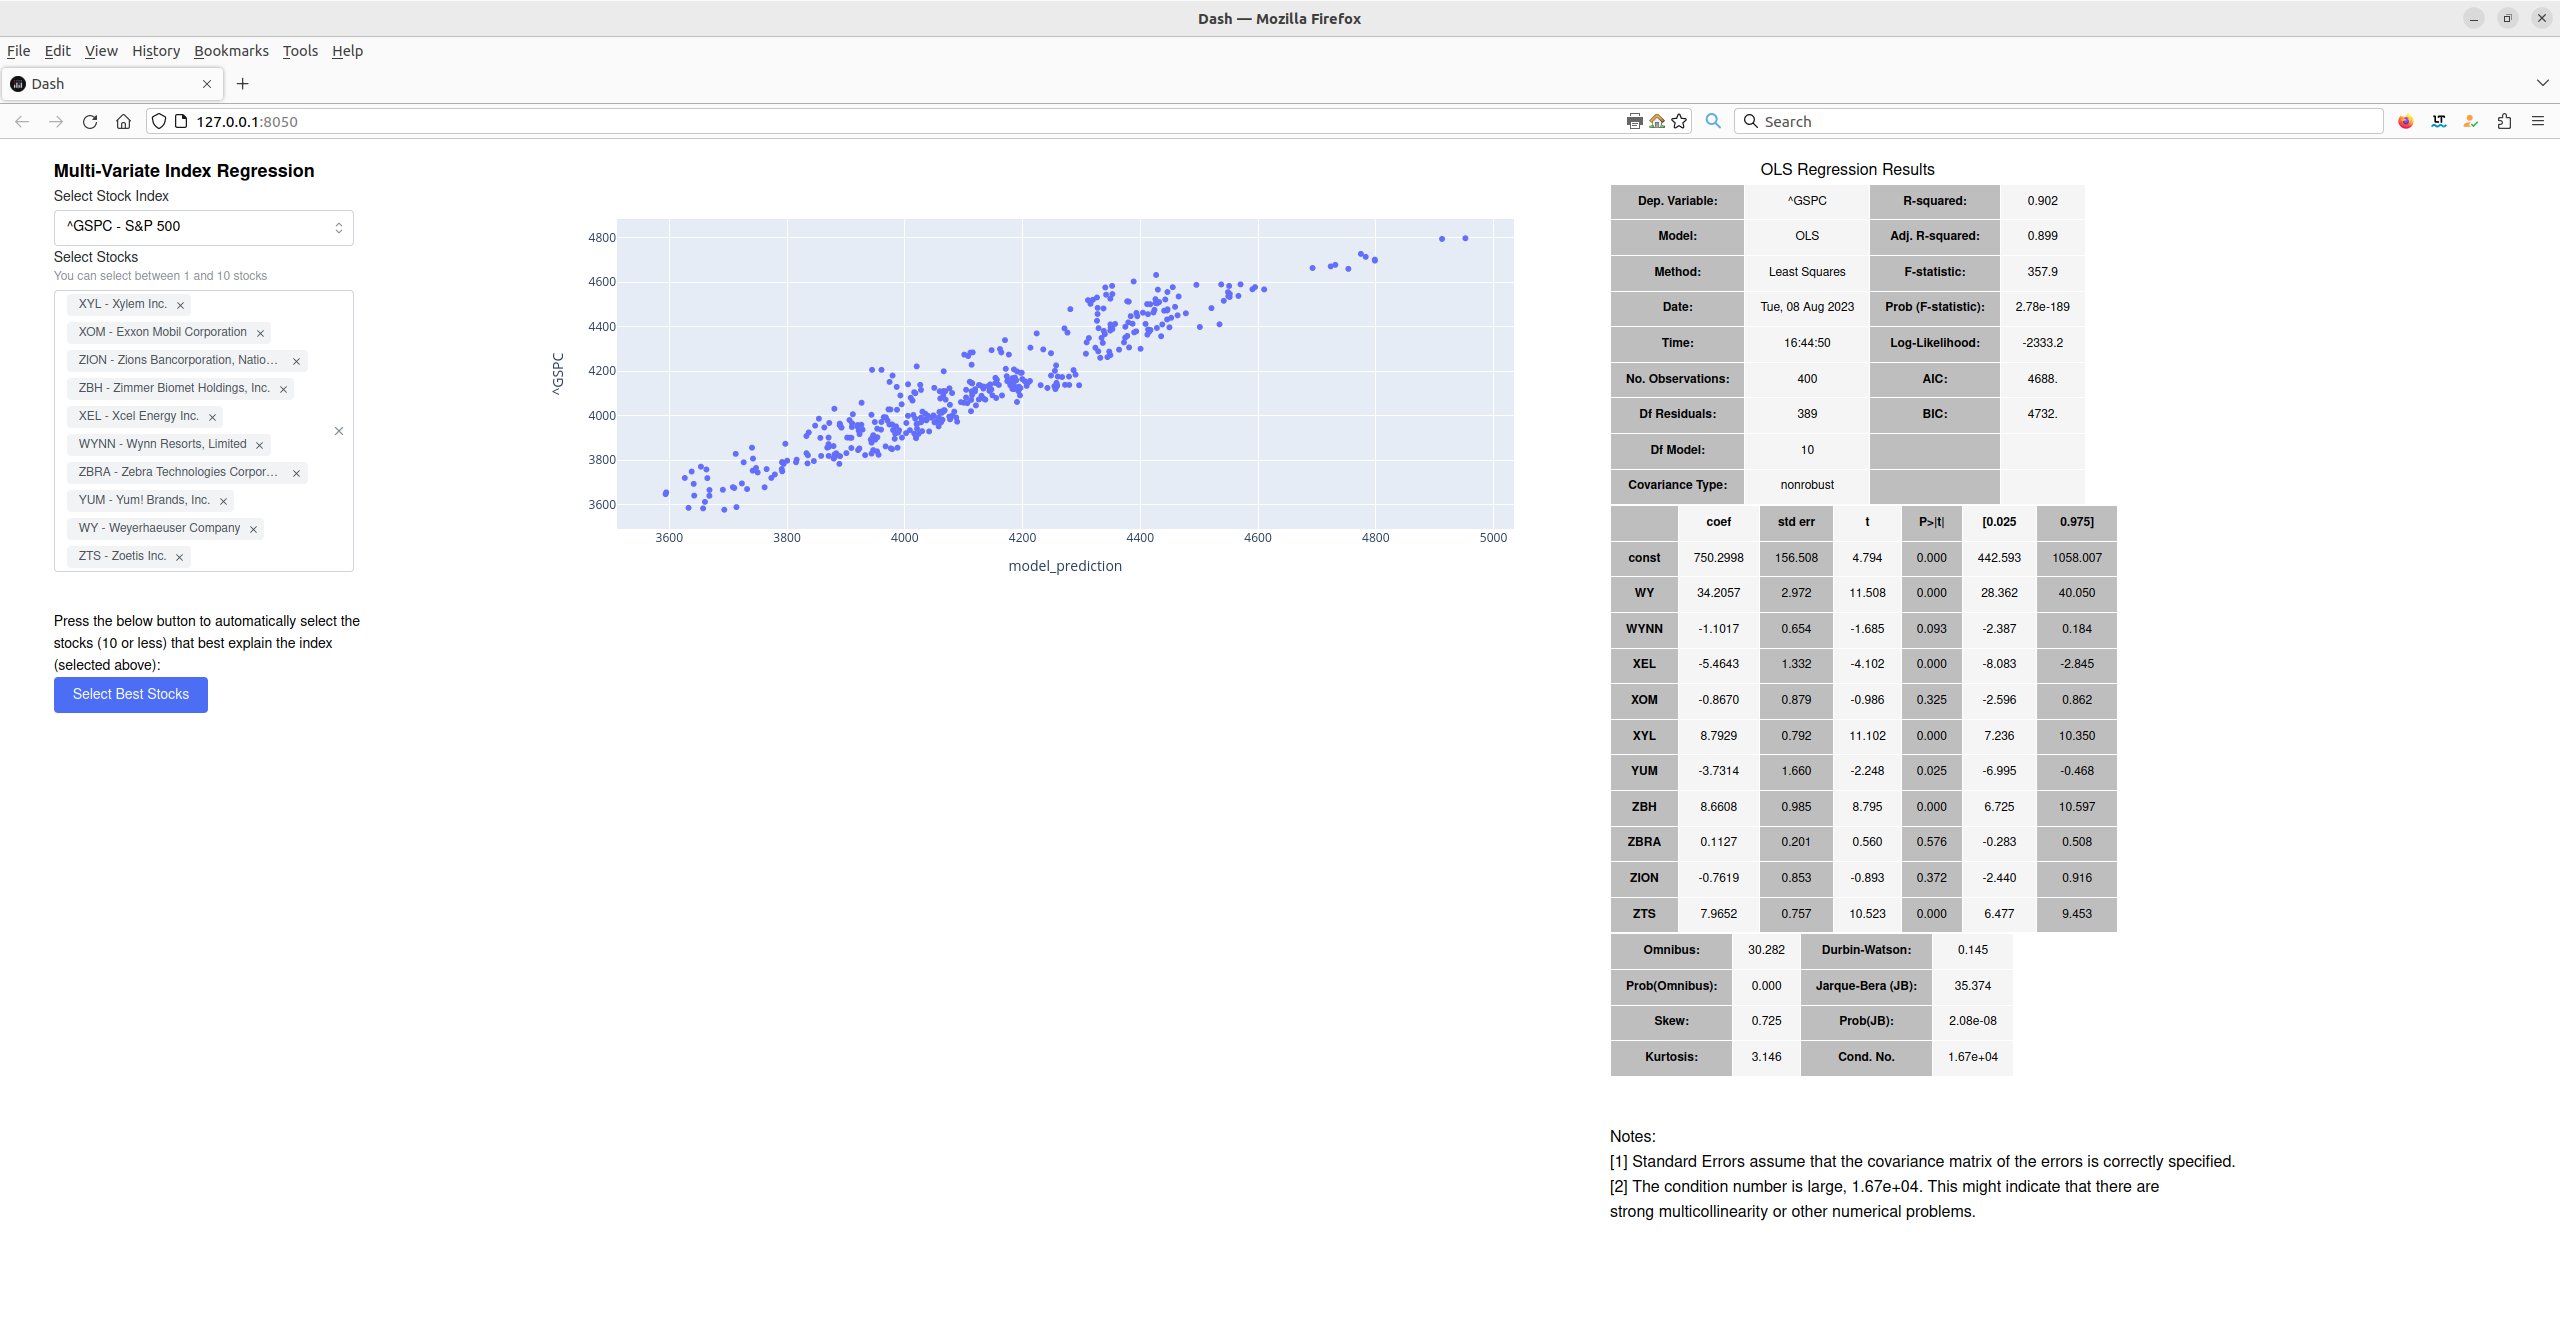 Dash — Mozilla Firefox
File Edit View History Bookmarks Tools Help
Dash
127.0.0.1:8050
Search
Multi-Variate Index Regression
Select Stock Index
^GSPC - S&P 500
Select Stocks
You can select between 1 and 10 stocks
XYL - Xylem Inc.
XOM - Exxon Mobil Corporation
ZION - Zions Bancorporation, Natio...
ZBH - Zimmer Biomet Holdings, Inc.
XEL - Xcel Energy Inc.
WYNN - Wynn Resorts, Limited
ZBRA - Zebra Technologies Corpor...
YUM - Yum! Brands, Inc.
WY - Weyerhaeuser Company
ZTS - Zoetis Inc.
Press the below button to automatically select the
stocks (10 or less) that best explain the index
(selected above):
Select Best Stocks
^GSPC
4800
4600
4400
4200
4000
3800
3600
3600 3800 4000 4200 4400 4600 4800 5000
model_prediction
OLS Regression Results
Dep. Variable: ^GSPC R-squared: 0.902
Model: OLS Adj. R-squared: 0.899
Method: Least Squares F-statistic: 357.9
Date: Tue, 08 Aug 2023 Prob (F-statistic): 2.78e-189
Time: 16:44:50 Log-Likelihood: -2333.2
No. Observations: 400 AIC: 4688.
Df Residuals: 389 BIC: 4732.
Df Model: 10
Covariance Type: nonrobust
coef std err t P>|t| [0.025 0.975]
const 750.2998 156.508 4.794 0.000 442.593 1058.007
WY 34.2057 2.972 11.508 0.000 28.362 40.050
WYNN -1.1017 0.654 -1.685 0.093 -2.387 0.184
XEL -5.4643 1.332 -4.102 0.000 -8.083 -2.845
XOM -0.8670 0.879 -0.986 0.325 -2.596 0.862
XYL 8.7929 0.792 11.102 0.000 7.236 10.350
YUM -3.7314 1.660 -2.248 0.025 -6.995 -0.468
ZBH 8.6608 0.985 8.795 0.000 6.725 10.597
ZBRA 0.1127 0.201 0.560 0.576 -0.283 0.508
ZION -0.7619 0.853 -0.893 0.372 -2.440 0.916
ZTS 7.9652 0.757 10.523 0.000 6.477 9.453
Omnibus: 30.282 Durbin-Watson: 0.145
Prob(Omnibus): 0.000 Jarque-Bera (JB): 35.374
Skew: 0.725 Prob(JB): 2.08e-08
Kurtosis: 3.146 Cond. No. 1.67e+04
Notes:
[1] Standard Errors assume that the covariance matrix of the errors is correctly specified.
[2] The condition number is large, 1.67e+04. This might indicate that there are
strong multicollinearity or other numerical problems.